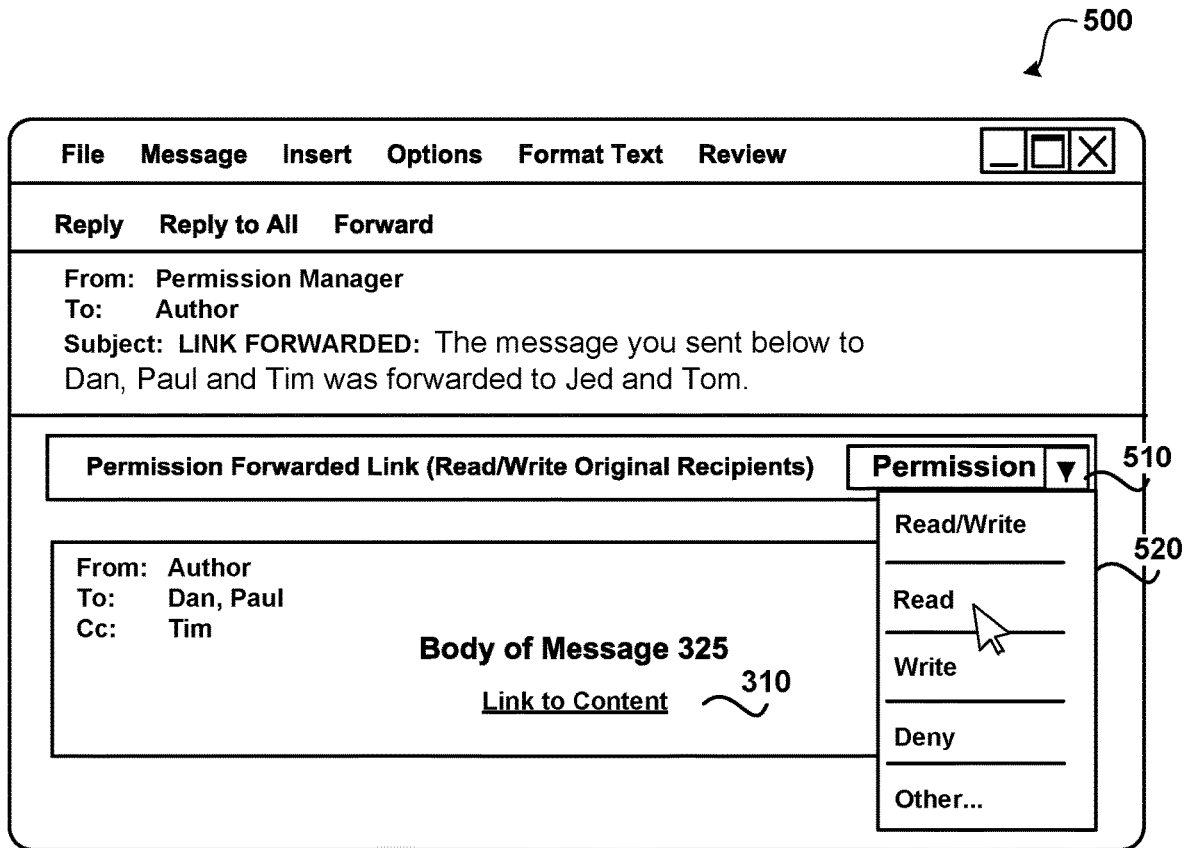 500
File Message Insert Options Format Text Review
Reply Reply to All Forward
From: Permission Manager
To: Author
Subject: LINK FORWARDED: The message you sent below to
Dan, Paul and Tim was forwarded to Jed and Tom.
Permission Forwarded Link (Read/Write Original Recipients) Permission 510
Read/Write
520
Read
Write
Deny
Other...
From: Author
To: Dan, Paul
Cc: Tim
Body of Message 325
Link to Content 310